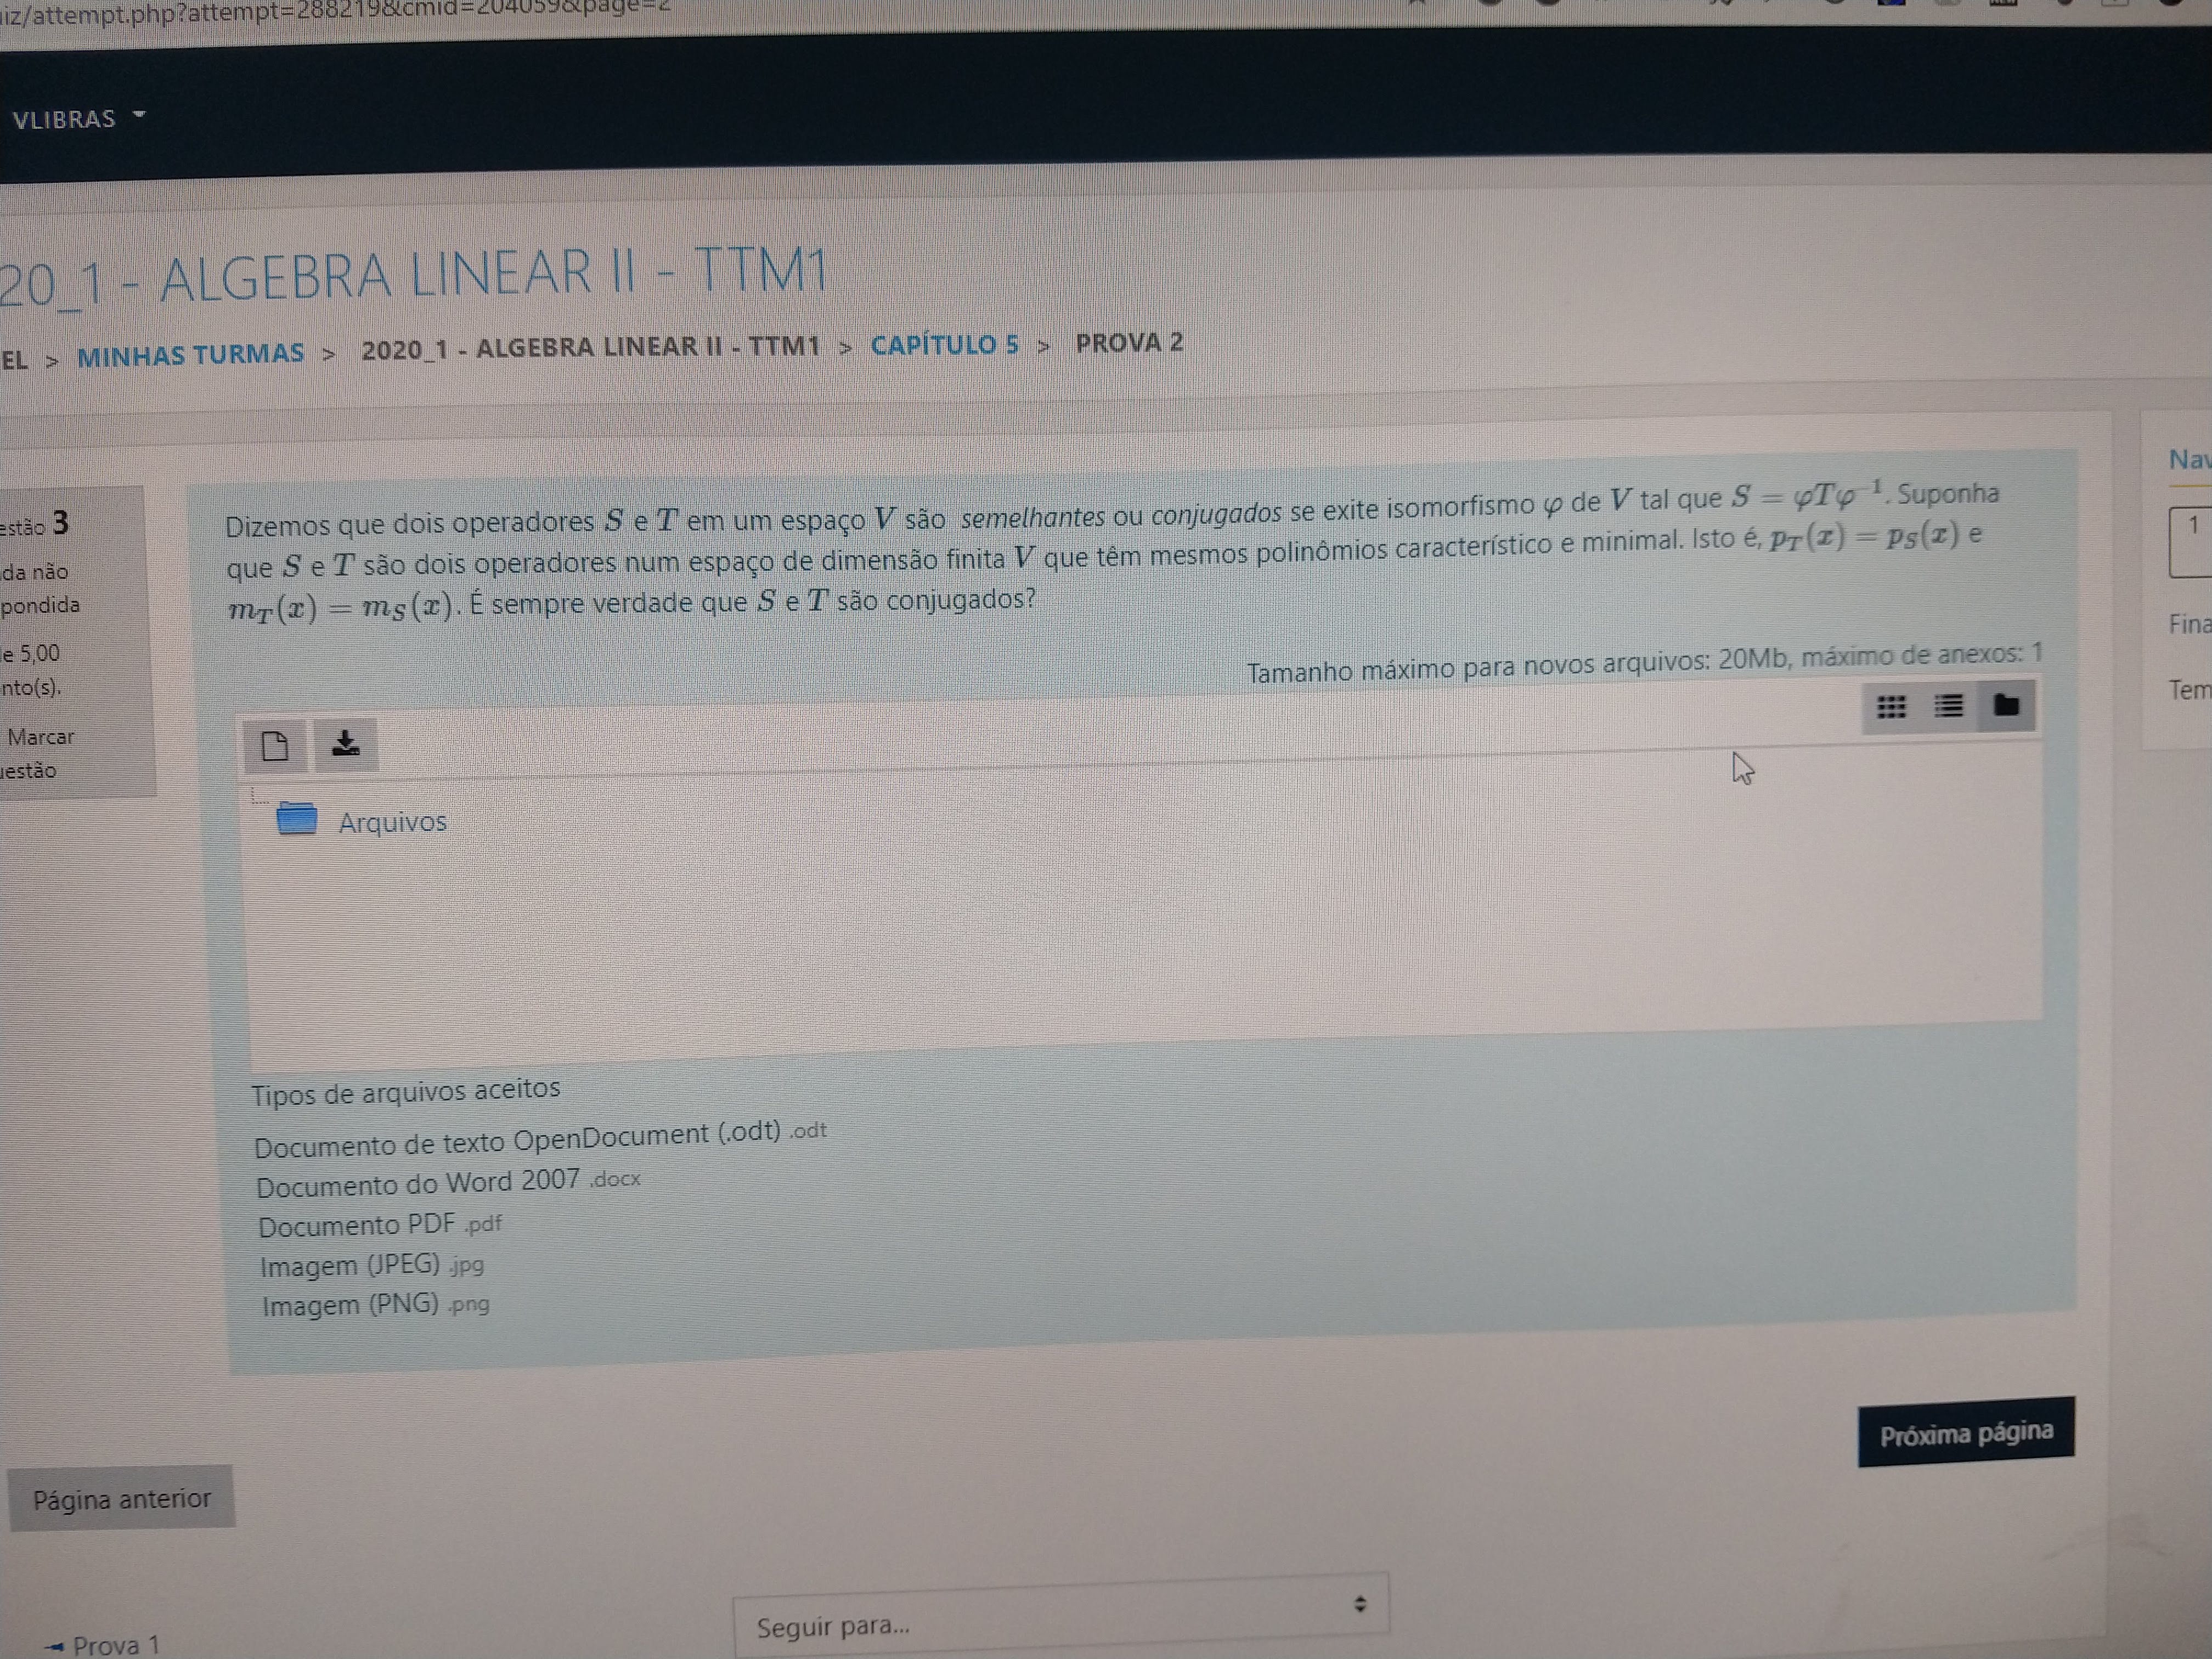 iz/attempt.php?attempt=288219&cmid=204059&page=2
VLIBRAS
20_1 - ALGEBRA LINEAR II - TTM1
EL > MINHAS TURMAS > 2020_1 - ALGEBRA LINEAR II - TTM1 > CAPÍTULO 5 > PROVA 2
estão 3
da não
pondida
e 5,00
nto(s).
Marcar
uestão
Dizemos que dois operadores S e T em um espaço V são semelhantes ou conjugados se exite isomorfismo φ de V tal que S = φTφ⁻¹. Suponha
que S e T são dois operadores num espaço de dimensão finita V que têm mesmos polinômios característico e minimal. Isto é, p_T(x) = p_S(x) e
m_T(x) = m_S(x). É sempre verdade que S e T são conjugados?
Tamanho máximo para novos arquivos: 20Mb, máximo de anexos: 1
Arquivos
Tipos de arquivos aceitos
Documento de texto OpenDocument (.odt) .odt
Documento do Word 2007 .docx
Documento PDF .pdf
Imagem (JPEG) .jpg
Imagem (PNG) .png
Nav
1
Fina
Tem
Próxima página
Página anterior
Prova 1
Seguir para...